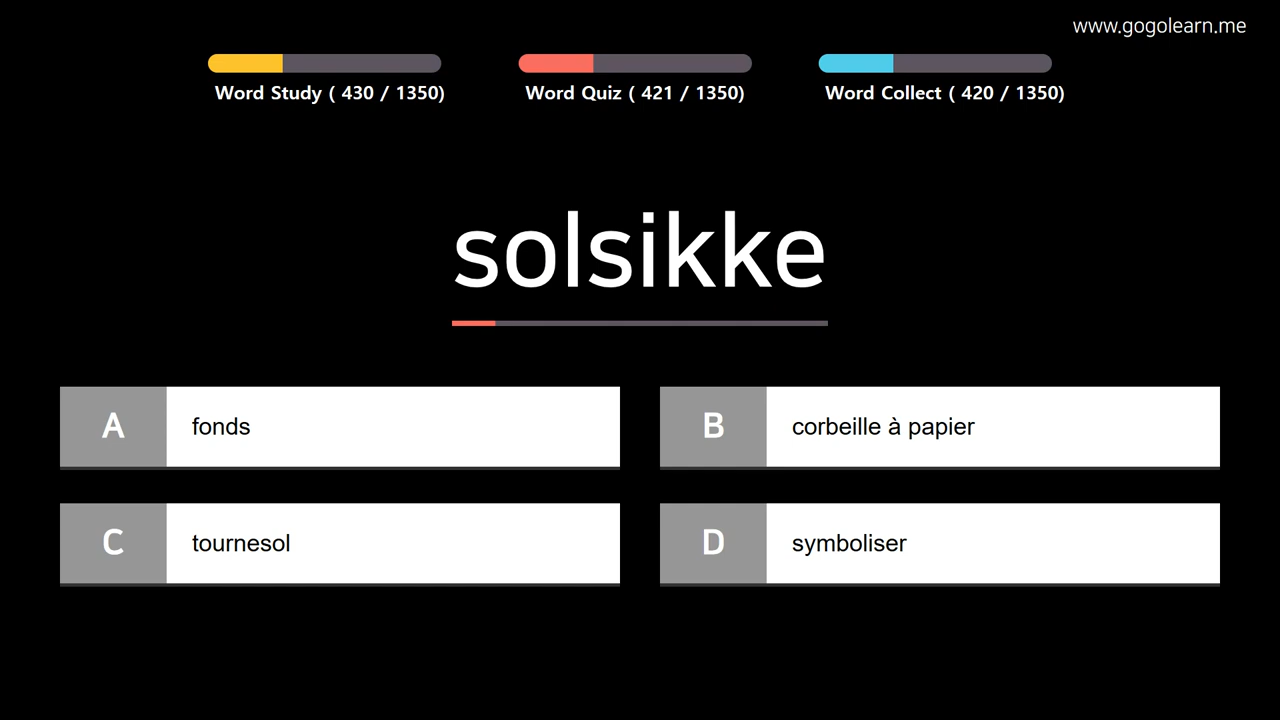 www.gogolearn.me
Word Study ( 430 / 1350)
Word Quiz ( 421 / 1350)
Word Collect ( 420 / 1350)
solsikke
A fonds
B corbeille à papier
C tournesol
D symboliser